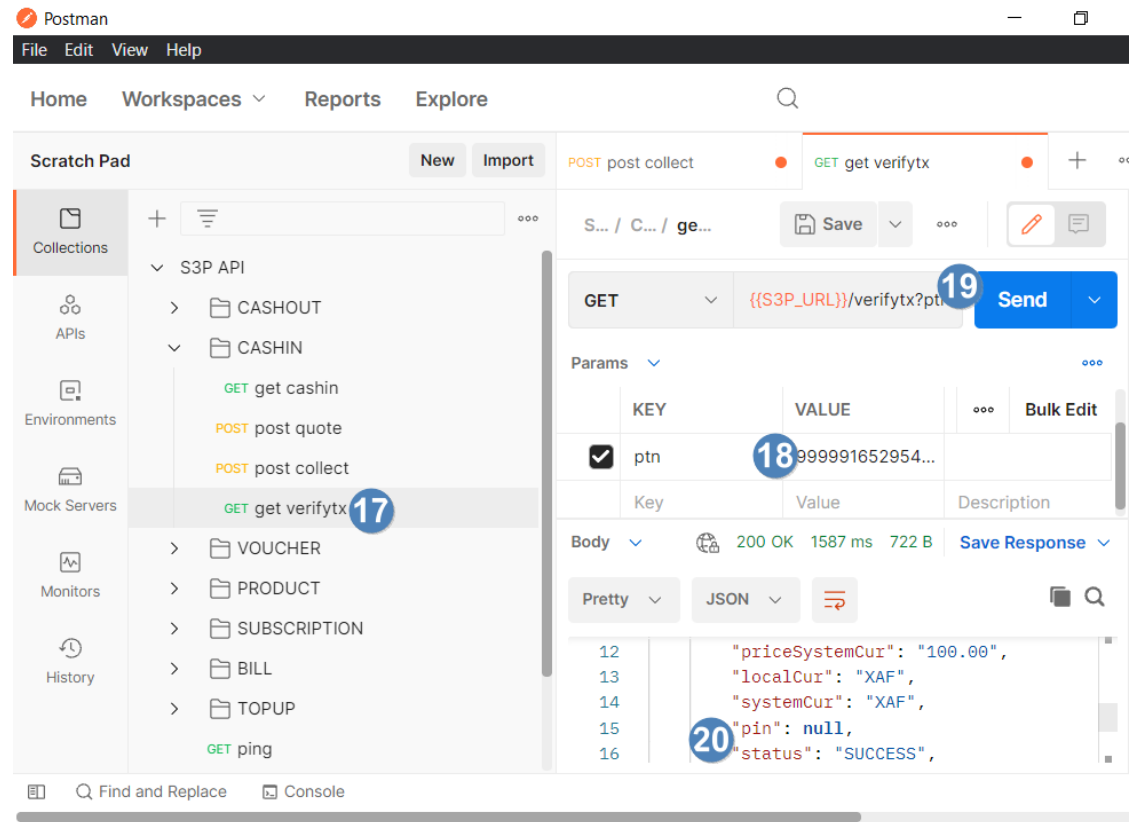 Postman
File Edit View Help
Home Workspaces Reports Explore
Scratch Pad New Import
POST post collect
GET get verifytx
Collections
APIs
Environments
Mock Servers
Monitors
History
S3P API
CASHOUT
CASHIN
GET get cashin
POST post quote
POST post collect
GET get verifytx 17
VOUCHER
PRODUCT
SUBSCRIPTION
BILL
TOPUP
GET ping
S... / C... / ge... Save
GET {{S3P_URL}}/verifytx?pt 19 Send
Params
KEY VALUE Bulk Edit
ptn 18 999991652954...
Key Value Description
Body 200 OK 1587 ms 722 B Save Response
Pretty JSON
12 "priceSystemCur": "100.00",
13 "localCur": "XAF",
14 "systemCur": "XAF",
15 "pin": null,
16 20 "status": "SUCCESS",
Find and Replace Console